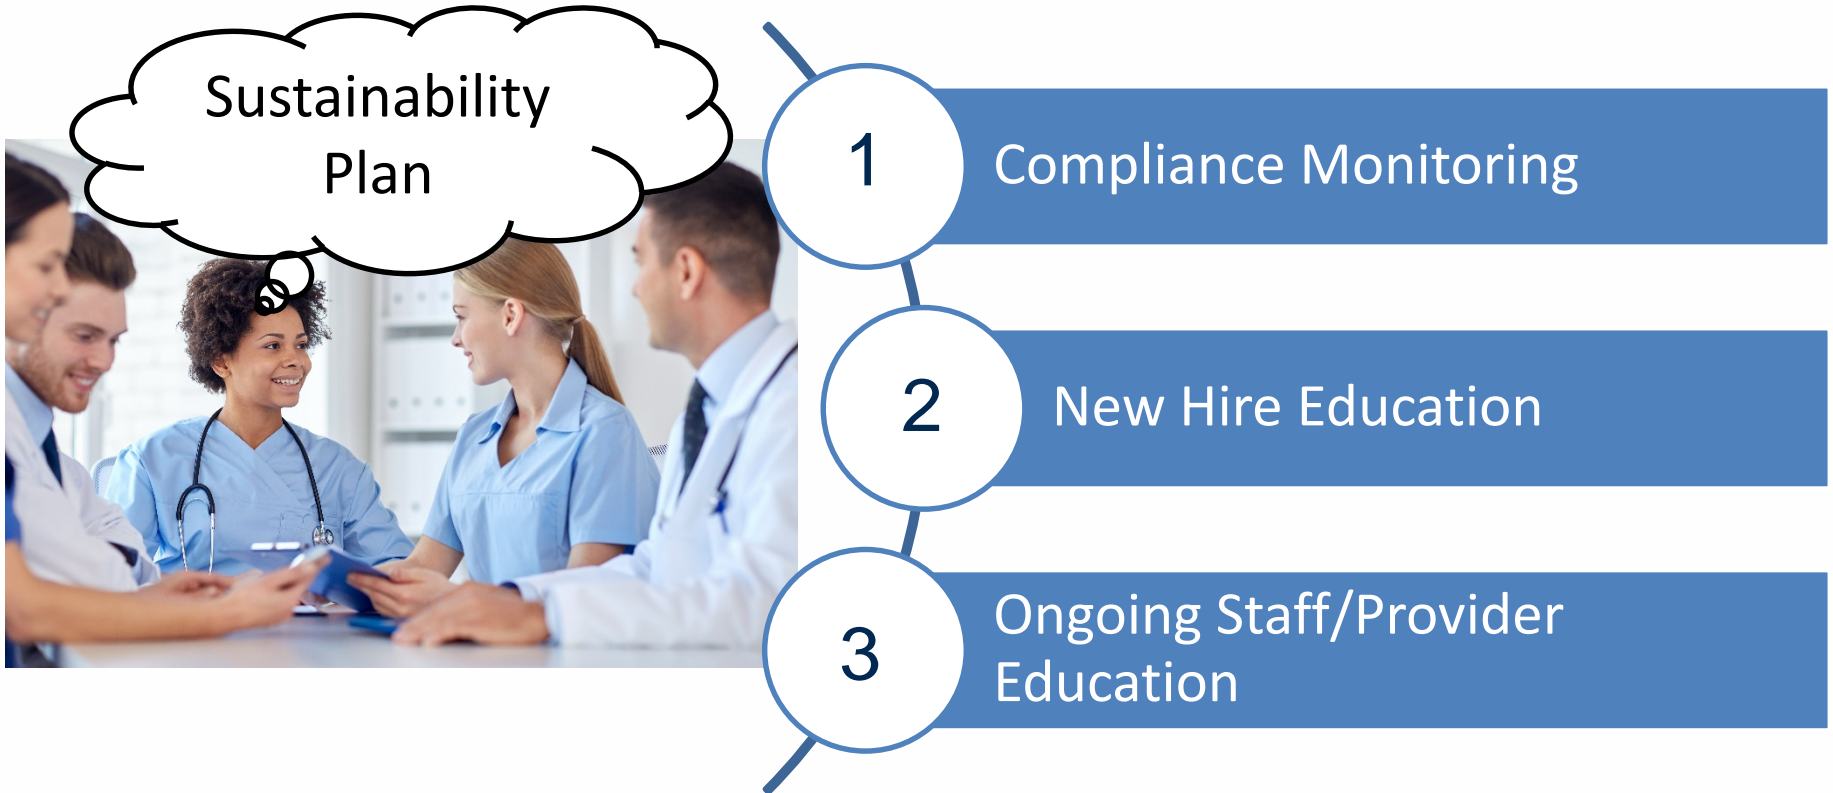 Sustainability
Plan
1
Compliance Monitoring
2
New Hire Education
3
Ongoing Staff/Provider
Education